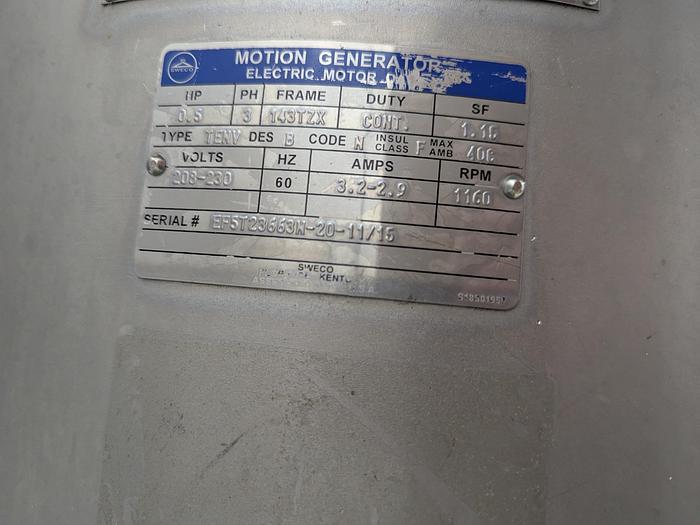 SWECO
MOTION GENERATOR
ELECTRIC MOTOR
HP PH FRAME DUTY SF
0.5 3 143TZX CONT. 1.15
TYPE TENV DES B CODE N INSUL CLASS F MAX AMB 40C
VOLTS HZ AMPS RPM
208-230 60 3.2-2.9 1160
SERIAL # EFST23663N-20-11/15
SWECO